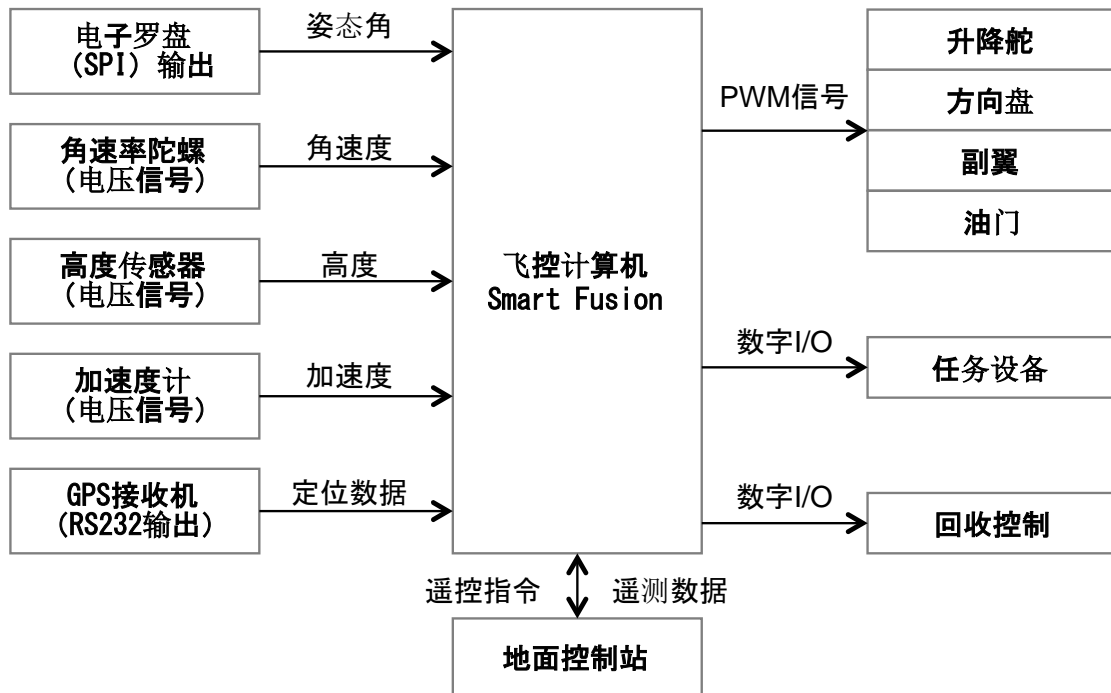 电子罗盘
（SPI）输出
姿态角
角速率陀螺
（电压信号）
角速度
高度传感器
（电压信号）
高度
加速度计
（电压信号）
加速度
GPS接收机
(RS232输出)
定位数据
飞控计算机
Smart Fusion
PWM信号
升降舵
方向盘
副翼
油门
数字I/O
任务设备
数字I/O
回收控制
遥控指令
遥测数据
地面控制站